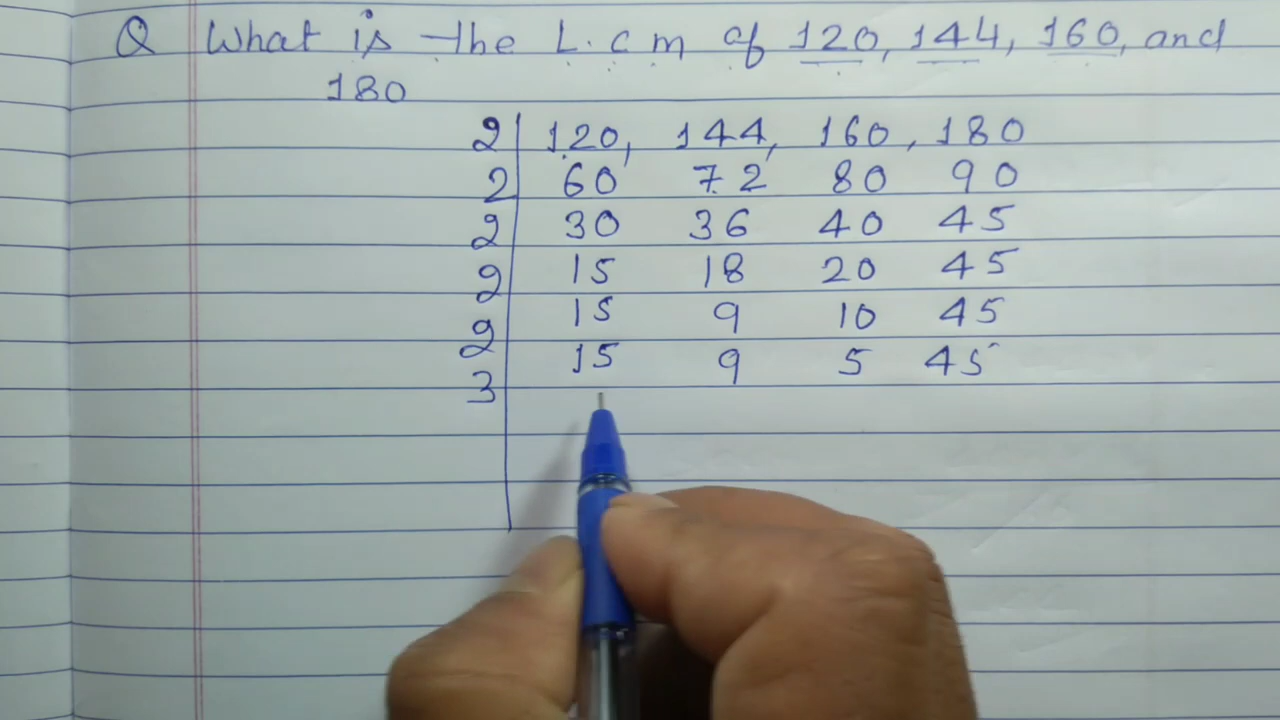 Q What is the L.c m of 120, 144, 160, and
180
2 120, 144, 160, 180
2 60 72 80 90
2 30 36 40 45
2 15 18 20 45
2 15 9 10 45
3 15 9 5 45